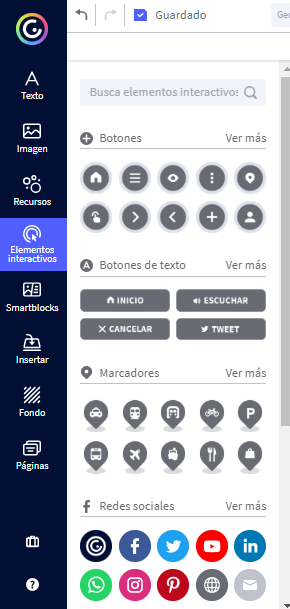 Guardado
Ge
Texto
Imagen
Recursos
Elementos
interactivos
Smartblocks
Insertar
Fondo
Páginas
Busca elementos interactivos
Botones Ver más
Botones de texto Ver más
INICIO ESCUCHAR
CANCELAR TWEET
Marcadores Ver más
Redes sociales Ver más